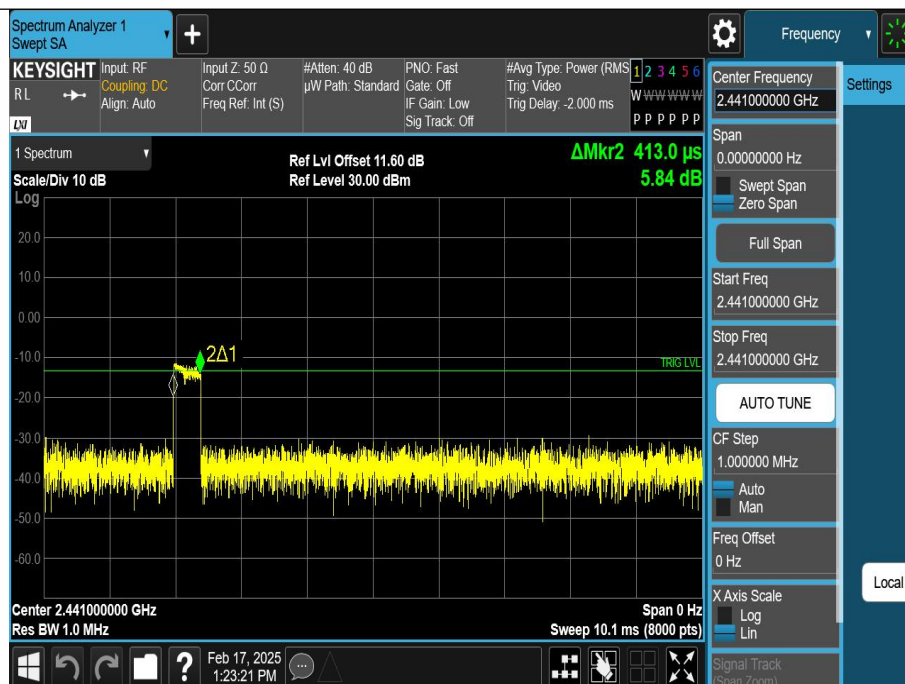 Spectrum Analyzer 1
Swept SA
Frequency
KEYSIGHT
RL
LXI
Input: RF
Coupling: DC
Align: Auto
Input Z: 50 Ω
Corr CCorr
Freq Ref: Int (S)
#Atten: 40 dB
µW Path: Standard
PNO: Fast
Gate: Off
IF Gain: Low
Sig Track: Off
#Avg Type: Power (RMS
Trig: Video
Trig Delay: -2.000 ms
1 2 3 4 5 6
W W W W W W
P P P P P P
1 Spectrum
Scale/Div 10 dB
Log
Ref Lvl Offset 11.60 dB
Ref Level 30.00 dBm
ΔMkr2 413.0 µs
5.84 dB
20.0
10.0
0.00
-10.0
-20.0
-30.0
-40.0
-50.0
-60.0
2Δ1
TRIG LVL
Center 2.441000000 GHz
Res BW 1.0 MHz
Span 0 Hz
Sweep 10.1 ms (8000 pts)
Feb 17, 2025
1:23:21 PM
Center Frequency
2.441000000 GHz
Span
0.00000000 Hz
Swept Span
Zero Span
Full Span
Start Freq
2.441000000 GHz
Stop Freq
2.441000000 GHz
AUTO TUNE
CF Step
1.000000 MHz
Auto
Man
Freq Offset
0 Hz
X Axis Scale
Log
Lin
Signal Track
(Span Zoom)
Settings
Local